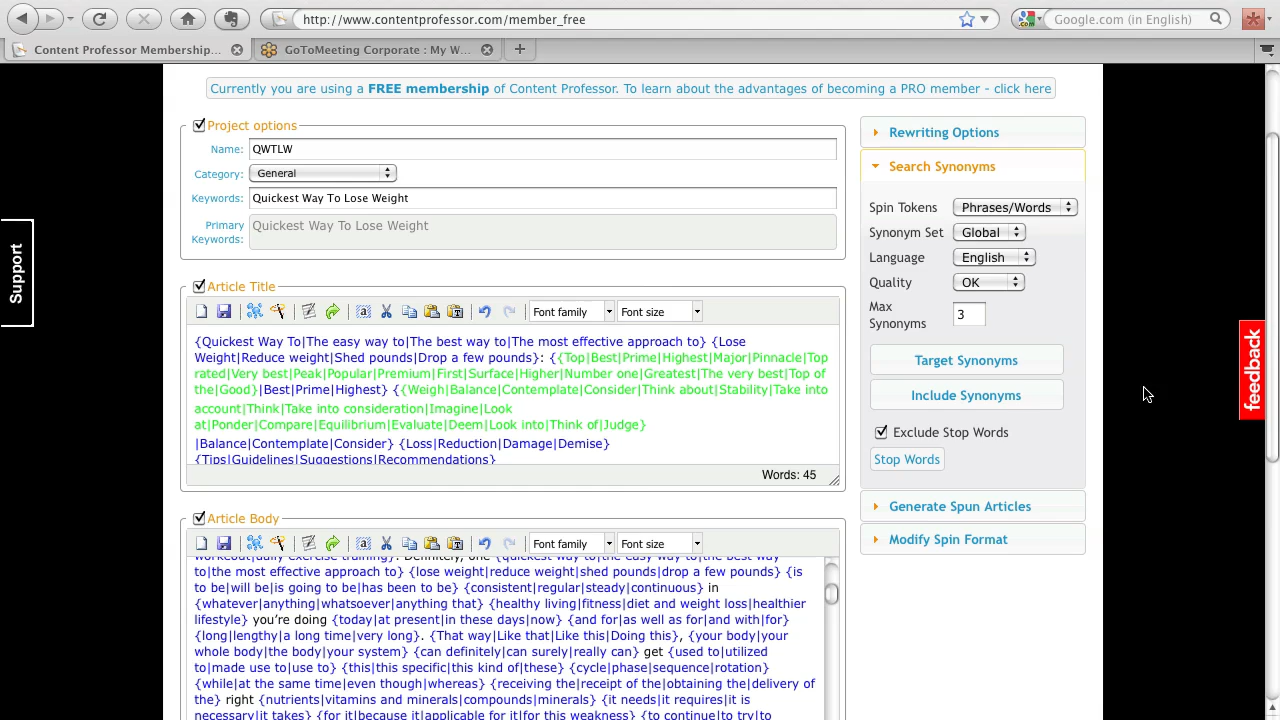 http://www.contentprofessor.com/member_free
Google.com (in English)
Content Professor Membership...
GoToMeeting Corporate : My W...
Currently you are using a FREE membership of Content Professor. To learn about the advantages of becoming a PRO member - click here
Project options
Name: QWTLW
Category: General
Keywords: Quickest Way To Lose Weight
Primary Keywords: Quickest Way To Lose Weight
Article Title
Font family
Font size
{Quickest Way To|The easy way to|The best way to|The most effective approach to} {Lose
Weight|Reduce weight|Shed pounds|Drop a few pounds}: {{Top|Best|Prime|Highest|Major|Pinnacle|Top
rated|Very best|Peak|Popular|Premium|First|Surface|Higher|Number one|Greatest|The very best|Top of
the|Good}|Best|Prime|Highest} {{Weigh|Balance|Contemplate|Consider|Think about|Stability|Take into
account|Think|Take into consideration|Imagine|Look
at|Ponder|Compare|Equilibrium|Evaluate|Deem|Look into|Think of|Judge}
|Balance|Contemplate|Consider} {Loss|Reduction|Damage|Demise}
{Tips|Guidelines|Suggestions|Recommendations}
Words: 45
Article Body
Font family
Font size
workout|daily exercise training}. Definitely, one {quickest way to|the easy way to|the best way
to|the most effective approach to} {lose weight|reduce weight|shed pounds|drop a few pounds} {is
to be|will be|is going to be|has been to be} {consistent|regular|steady|continuous} in
{whatever|anything|whatsoever|anything that} {healthy living|fitness|diet and weight loss|healthier
lifestyle} you're doing {today|at present|in these days|now} {and for|as well as for|and with|for}
{long|lengthy|a long time|very long}. {That way|Like that|Like this|Doing this}, {your body|your
whole body|the body|your system} {can definitely|can surely|really can} get {used to|utilized
to|made use to|use to} {this|this specific|this kind of|these} {cycle|phase|sequence|rotation}
{while|at the same time|even though|whereas} {receiving the|receipt of the|obtaining the|delivery of
the} right {nutrients|vitamins and minerals|compounds|minerals} {it needs|it requires|it is
necessary|it takes} {for it|because it|applicable for it|for this weakness} {to continue|to try|to
Rewriting Options
Search Synonyms
Spin Tokens Phrases/Words
Synonym Set Global
Language English
Quality OK
Max Synonyms 3
Target Synonyms
Include Synonyms
Exclude Stop Words
Stop Words
Generate Spun Articles
Modify Spin Format
Support
feedback